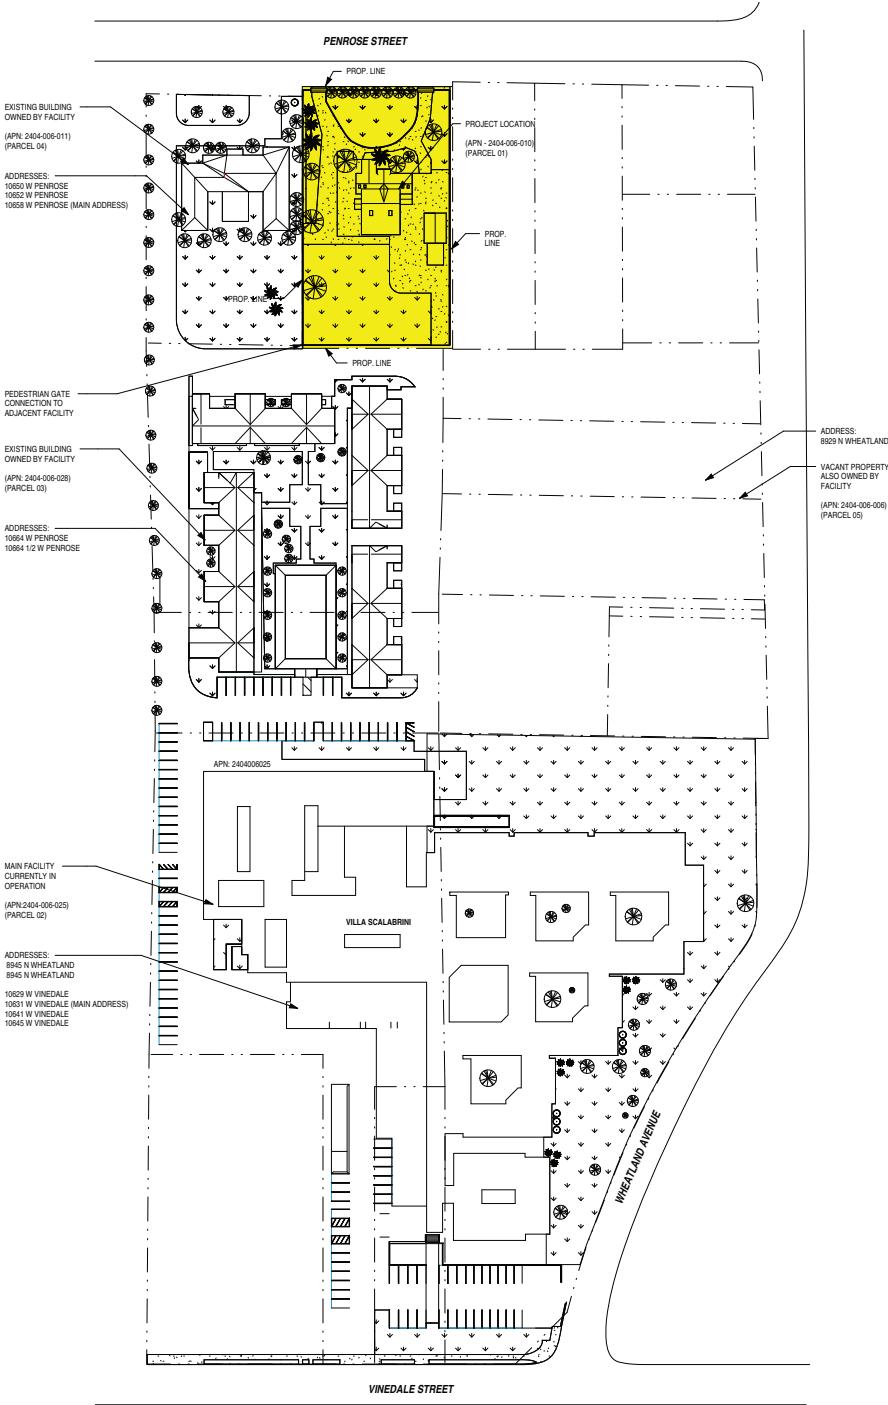 PENROSE STREET
PROP. LINE
EXISTING BUILDING
OWNED BY FACILITY
(APN: 2404-006-011)
(PARCEL 04)
PROJECT LOCATION
(APN - 2404-006-010)
(PARCEL 01)
ADDRESSES:
10650 W PENROSE
10652 W PENROSE
10658 W PENROSE (MAIN ADDRESS)
PROP.
LINE
PROP. LINE
PROP. LINE
PEDESTRIAN GATE
CONNECTION TO
ADJACENT FACILITY
ADDRESS:
8929 N WHEATLAND
EXISTING BUILDING
OWNED BY FACILITY
(APN: 2404-006-028)
(PARCEL 03)
VACANT PROPERTY
ALSO OWNED BY
FACILITY
(APN: 2404-006-006)
(PARCEL 05)
ADDRESSES:
10664 W PENROSE
10664 1/2 W PENROSE
APN: 2404006025
MAIN FACILITY
CURRENTLY IN
OPERATION
(APN:2404-006-025)
(PARCEL 02)
VILLA SCALABRINI
ADDRESSES:
8945 N WHEATLAND
8945 N WHEATLAND
10629 W VINEDALE
10631 W VINEDALE (MAIN ADDRESS)
10641 W VINEDALE
10645 W VINEDALE
WHEATLAND AVENUE
VINEDALE STREET